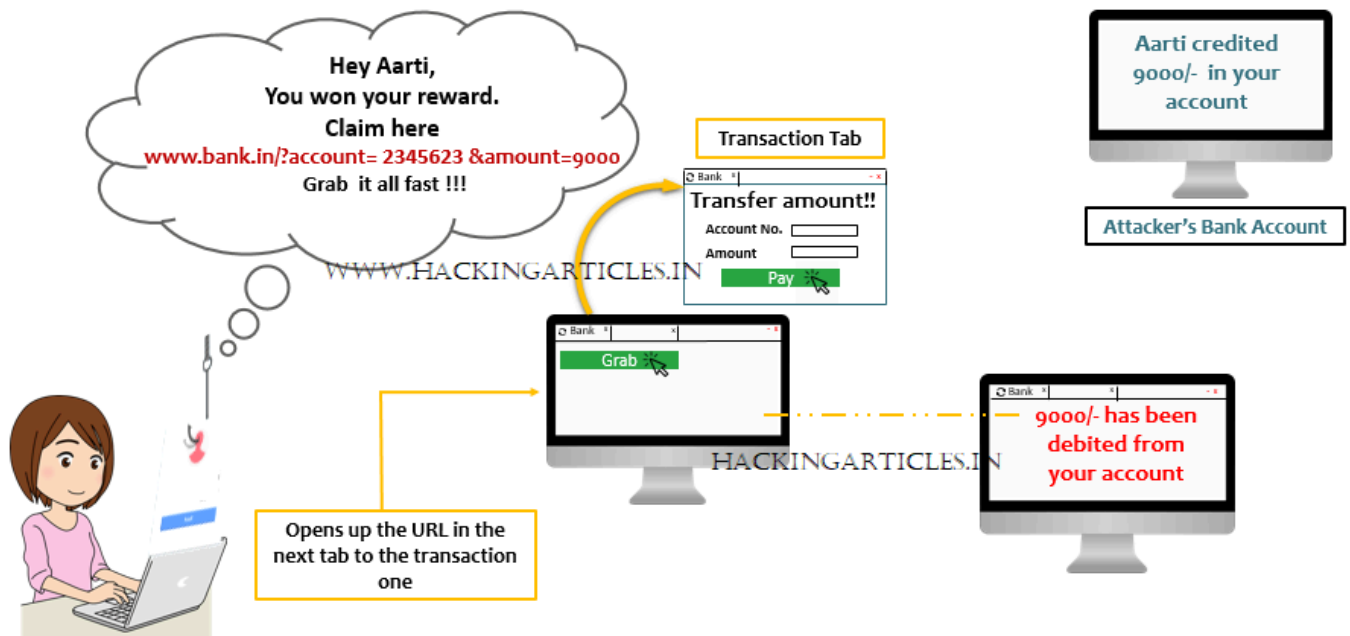 Hey Aarti,
You won your reward.
Claim here
www.bank.in/?account= 2345623 &amount=9000
Grab it all fast !!!
Transaction Tab
Bank x
- x
Transfer amount!!
Account No.
Amount
Pay
Aarti credited
9000/- in your
account
Attacker's Bank Account
WWW.HACKINGARTICLES.IN
Bank x x - x
Grab
Opens up the URL in the
next tab to the transaction
one
Bank x x - x
9000/- has been
debited from
your account
HACKINGARTICLES.IN